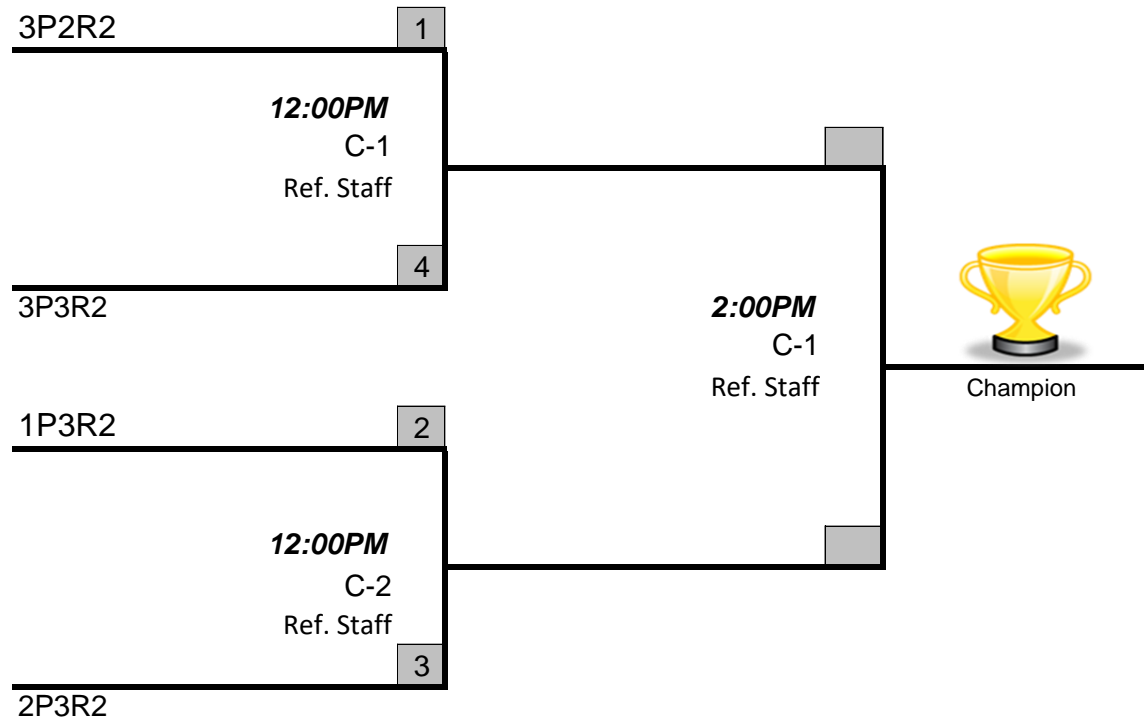 3P2R2
1
12:00PM
C-1
Ref. Staff
4
3P3R2
2:00PM
C-1
Ref. Staff
Champion
1P3R2
2
12:00PM
C-2
Ref. Staff
3
2P3R2